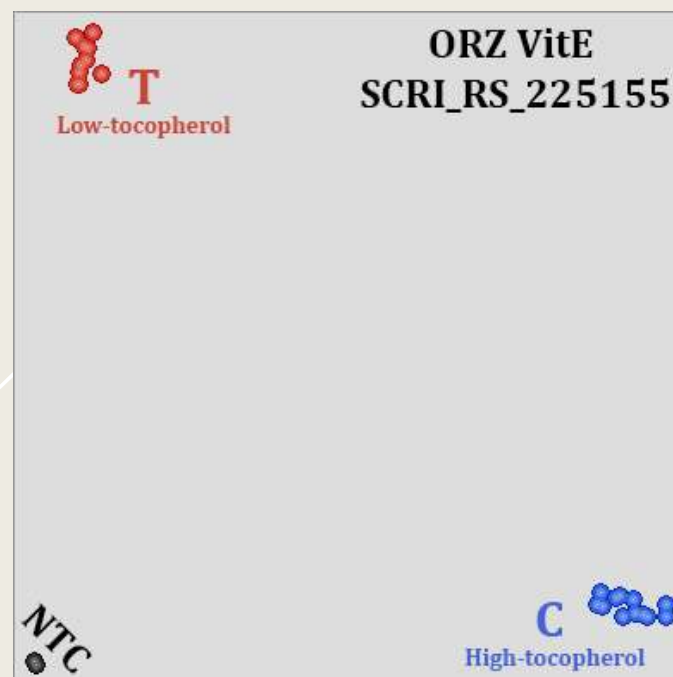 ORZ VitE
SCRI_RS_225155
T
Low-tocopherol
NTC
C
High-tocopherol